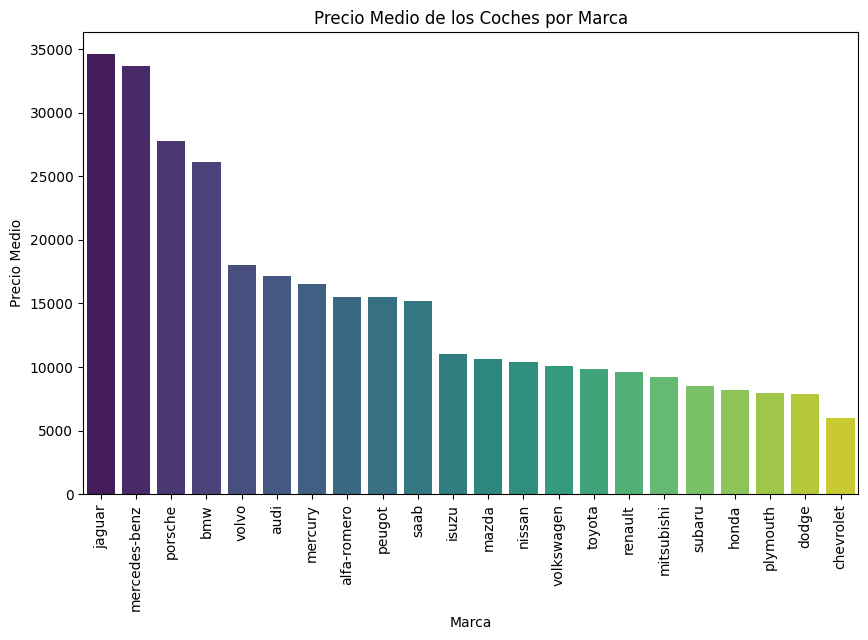 Precio Medio de los Coches por Marca
Precio Medio
35000
30000
25000
20000
15000
10000
5000
0
jaguar
mercedes-benz
porsche
bmw
volvo
audi
mercury
alfa-romero
peugot
saab
isuzu
mazda
nissan
volkswagen
toyota
renault
mitsubishi
subaru
honda
plymouth
dodge
chevrolet
Marca